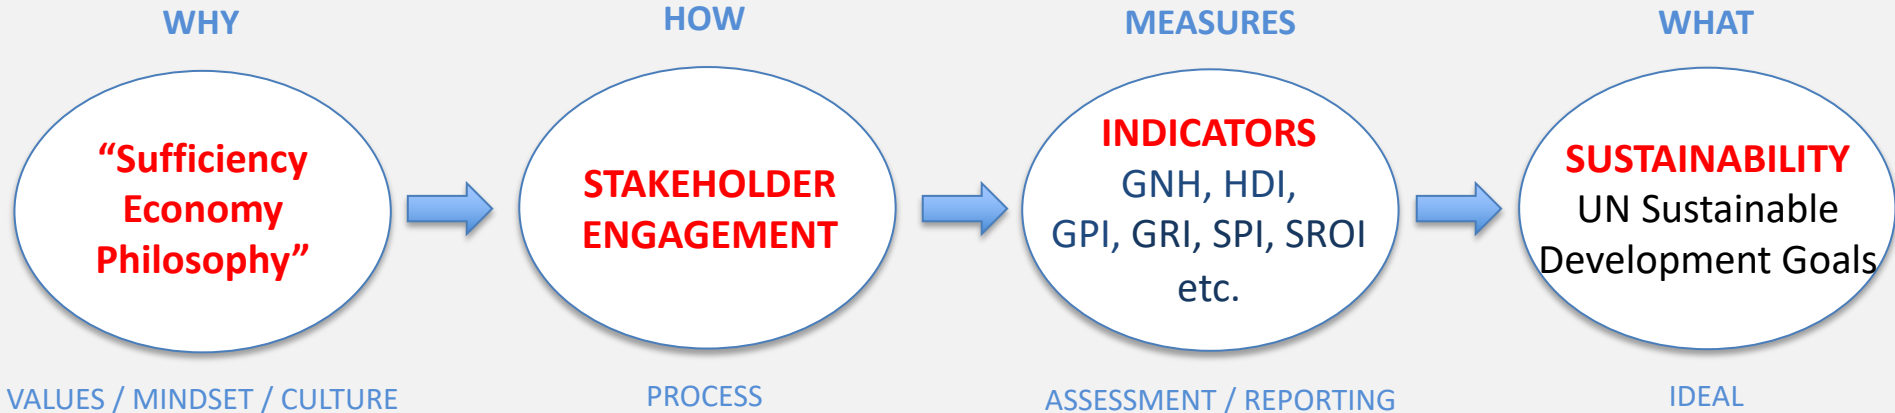 WHY
HOW
MEASURES
WHAT
“Sufficiency
Economy
Philosophy”
STAKEHOLDER
ENGAGEMENT
INDICATORS
GNH, HDI,
GPI, GRI, SPI, SROI
etc.
SUSTAINABILITY
UN Sustainable
Development Goals
VALUES / MINDSET / CULTURE
PROCESS
ASSESSMENT / REPORTING
IDEAL